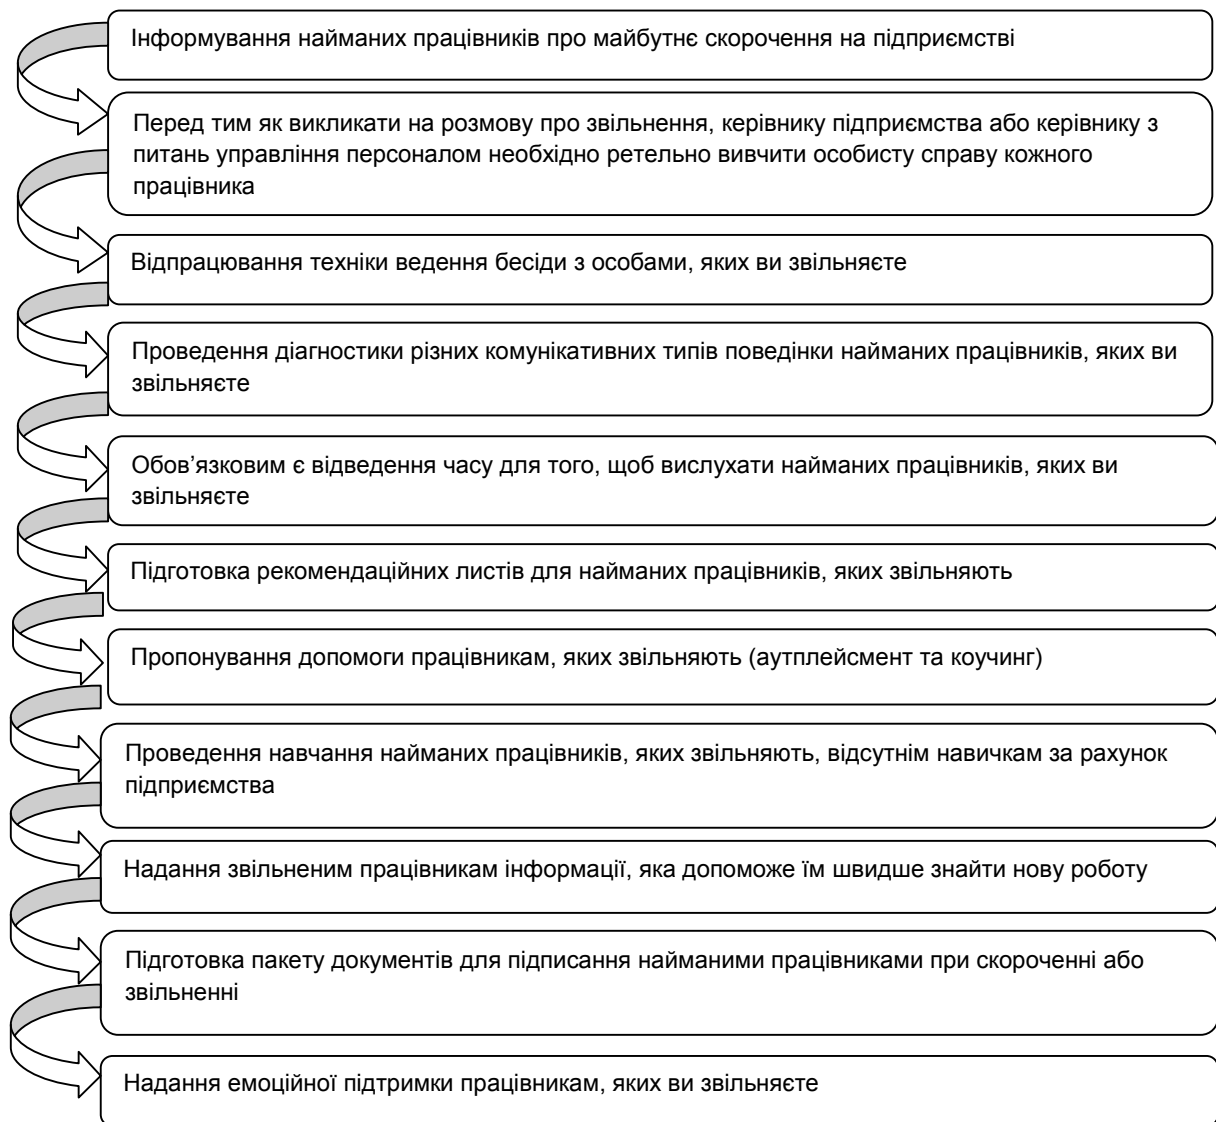 Інформування найманих працівників про майбутнє скорочення на підприємстві
Перед тим як викликати на розмову про звільнення, керівнику підприємства або керівнику з
питань управління персоналом необхідно ретельно вивчити особисту справу кожного
працівника
Відпрацювання техніки ведення бесіди з особами, яких ви звільняєте
Проведення діагностики різних комунікативних типів поведінки найманих працівників, яких ви
звільняєте
Обов’язковим є відведення часу для того, щоб вислухати найманих працівників, яких ви
звільняєте
Підготовка рекомендаційних листів для найманих працівників, яких звільняють
Пропонування допомоги працівникам, яких звільняють (аутплейсмент та коучинг)
Проведення навчання найманих працівників, яких звільняють, відсутнім навичкам за рахунок
підприємства
Надання звільненим працівникам інформації, яка допоможе їм швидше знайти нову роботу
Підготовка пакету документів для підписання найманими працівниками при скороченні або
звільненні
Надання емоційної підтримки працівникам, яких ви звільняєте